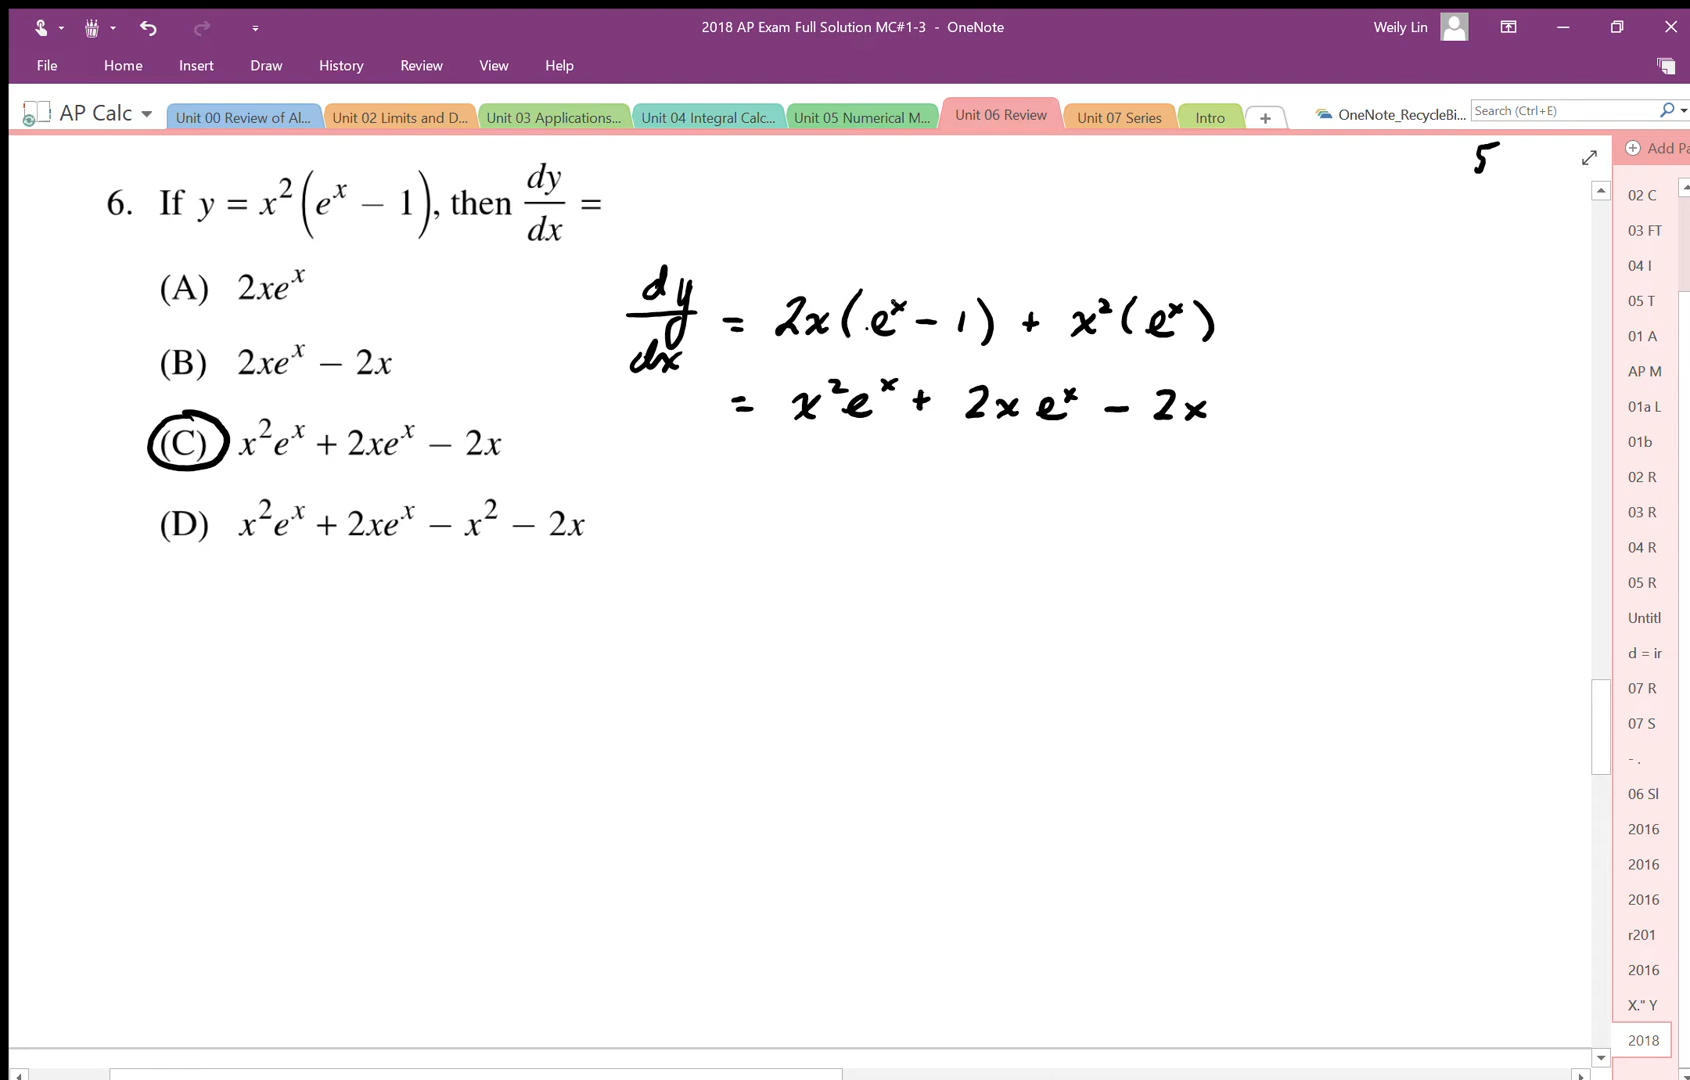 2018 AP Exam Full Solution MC#1-3 - OneNote
Weily Lin
File Home Insert Draw History Review View Help
AP Calc
Unit 00 Review of Al... Unit 02 Limits and D... Unit 03 Applications... Unit 04 Integral Calc... Unit 05 Numerical M... Unit 06 Review Unit 07 Series Intro +
OneNote_RecycleBi...
Search (Ctrl+E)
5
Add Pa
6. If y = x²(eˣ − 1), then dy/dx =
(A) 2xeˣ
(B) 2xeˣ − 2x
(C) x²eˣ + 2xeˣ − 2x
(D) x²eˣ + 2xeˣ − x² − 2x
dy/dx = 2x(eˣ − 1) + x²(eˣ)
= x²eˣ + 2xeˣ − 2x
02 C
03 FT
04 I
05 T
01 A
AP M
01a L
01b
02 R
03 R
04 R
05 R
Untitl
d = ir
07 R
07 S
- .
06 Sl
2016
2016
2016
r201
2016
X." Y
2018